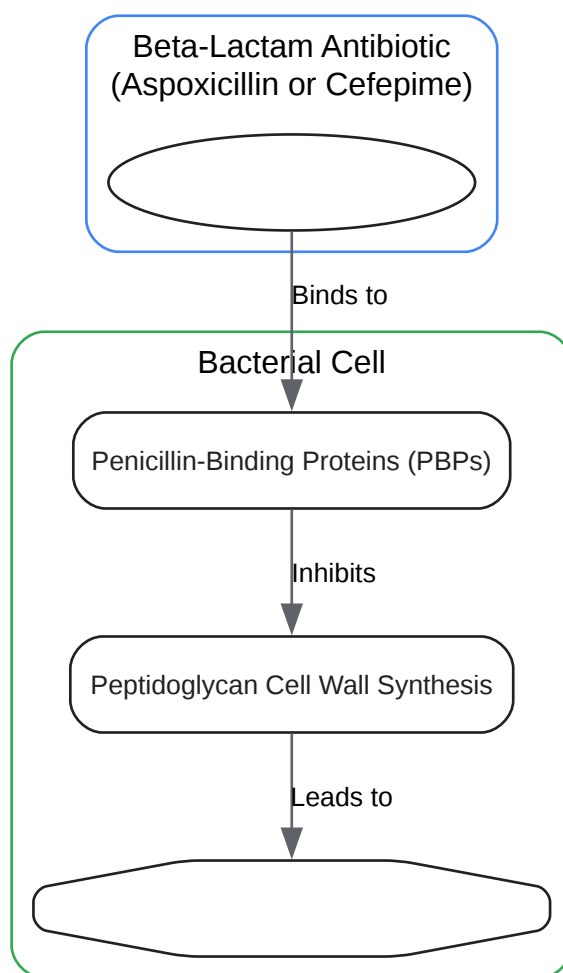 Beta-Lactam Antibiotic
(Aspoxicillin or Cefepime)
Binds to
Bacterial Cell
Penicillin-Binding Proteins (PBPs)
Inhibits
Peptidoglycan Cell Wall Synthesis
Leads to